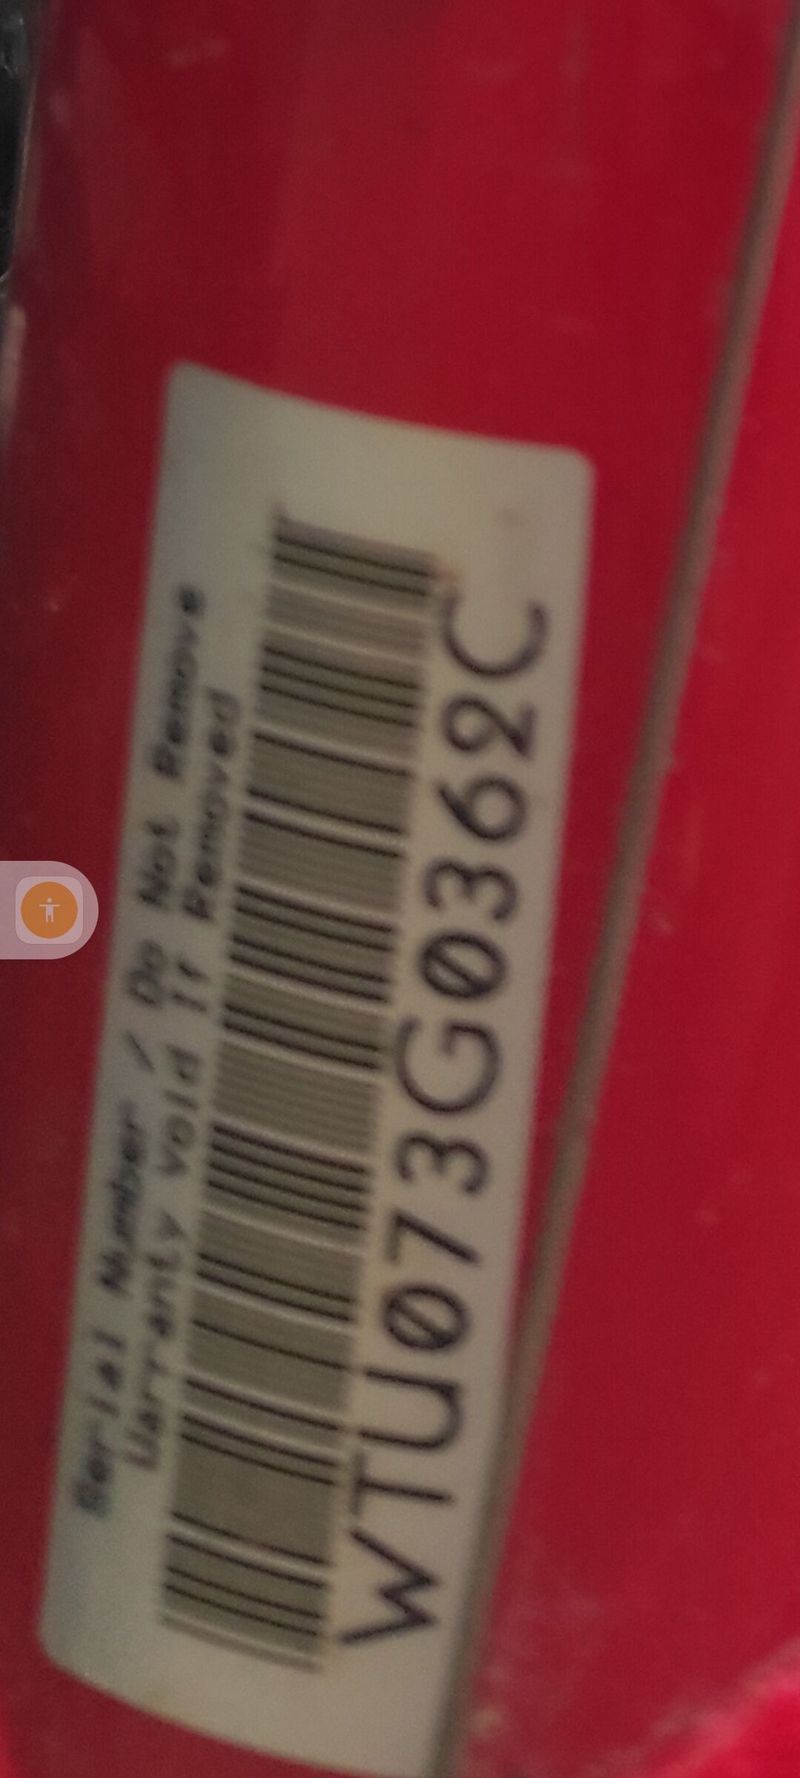 Serial Number / Do Not Remove
Warranty Void If Removed
WTU073G0362C